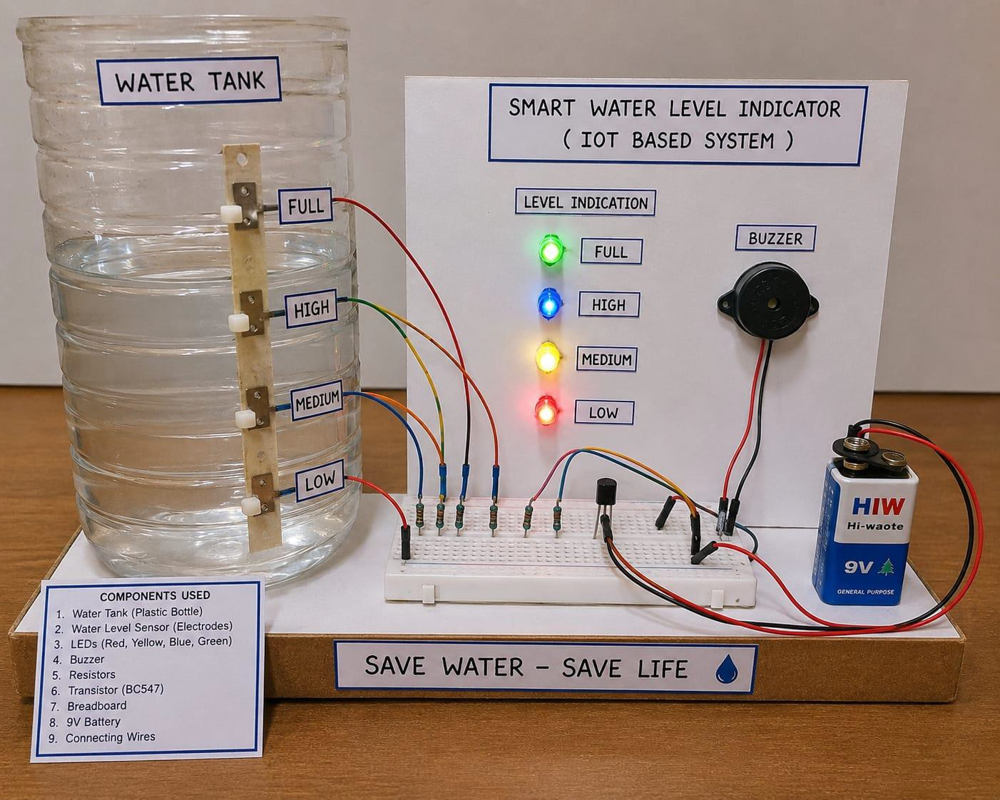 WATER TANK
FULL
HIGH
MEDIUM
LOW
SMART WATER LEVEL INDICATOR
( IOT BASED SYSTEM )
LEVEL INDICATION
FULL
HIGH
MEDIUM
LOW
BUZZER
HIW
Hi-waote
9V
GENERAL PURPOSE
COMPONENTS USED
1. Water Tank (Plastic Bottle)
2. Water Level Sensor (Electrodes)
3. LEDs (Red, Yellow, Blue, Green)
4. Buzzer
5. Resistors
6. Transistor (BC547)
7. Breadboard
8. 9V Battery
9. Connecting Wires
SAVE WATER – SAVE LIFE